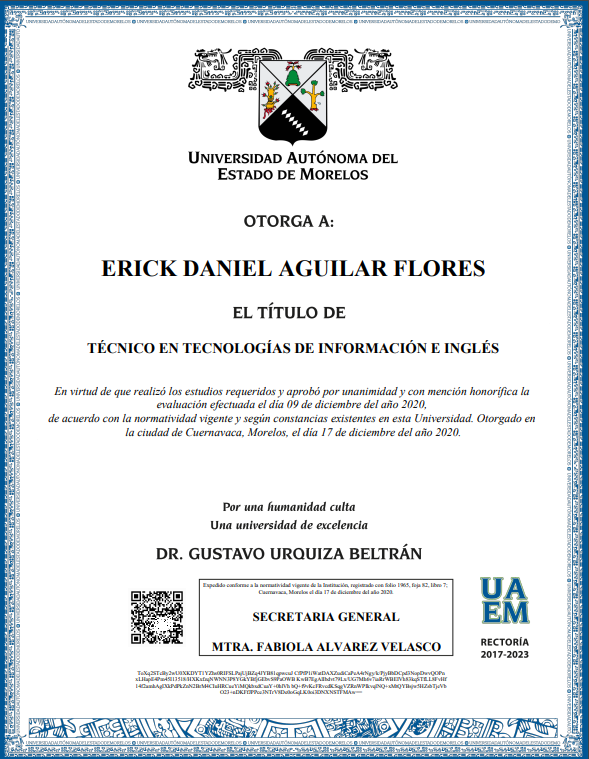 UNIVERSIDAD AUTÓNOMA DEL
ESTADO DE MORELOS
OTORGA A:
ERICK DANIEL AGUILAR FLORES
EL TÍTULO DE
TÉCNICO EN TECNOLOGÍAS DE INFORMACIÓN E INGLÉS
En virtud de que realizó los estudios requeridos y aprobó por unanimidad y con mención honorífica la
evaluación efectuada el día 09 de diciembre del año 2020,
de acuerdo con la normatividad vigente y según constancias existentes en esta Universidad. Otorgado en
la ciudad de Cuernavaca, Morelos, el día 17 de diciembre del año 2020.
Por una humanidad culta
Una universidad de excelencia
DR. GUSTAVO URQUIZA BELTRÁN
Expedido conforme a la normatividad vigente de la Institución, registrado con folio 1965, foja 82, libro 7;
Cuernavaca, Morelos el día 17 de diciembre del año 2020.
SECRETARIA GENERAL
MTRA. FABIOLA ALVAREZ VELASCO
UA
EM
RECTORÍA
2017-2023